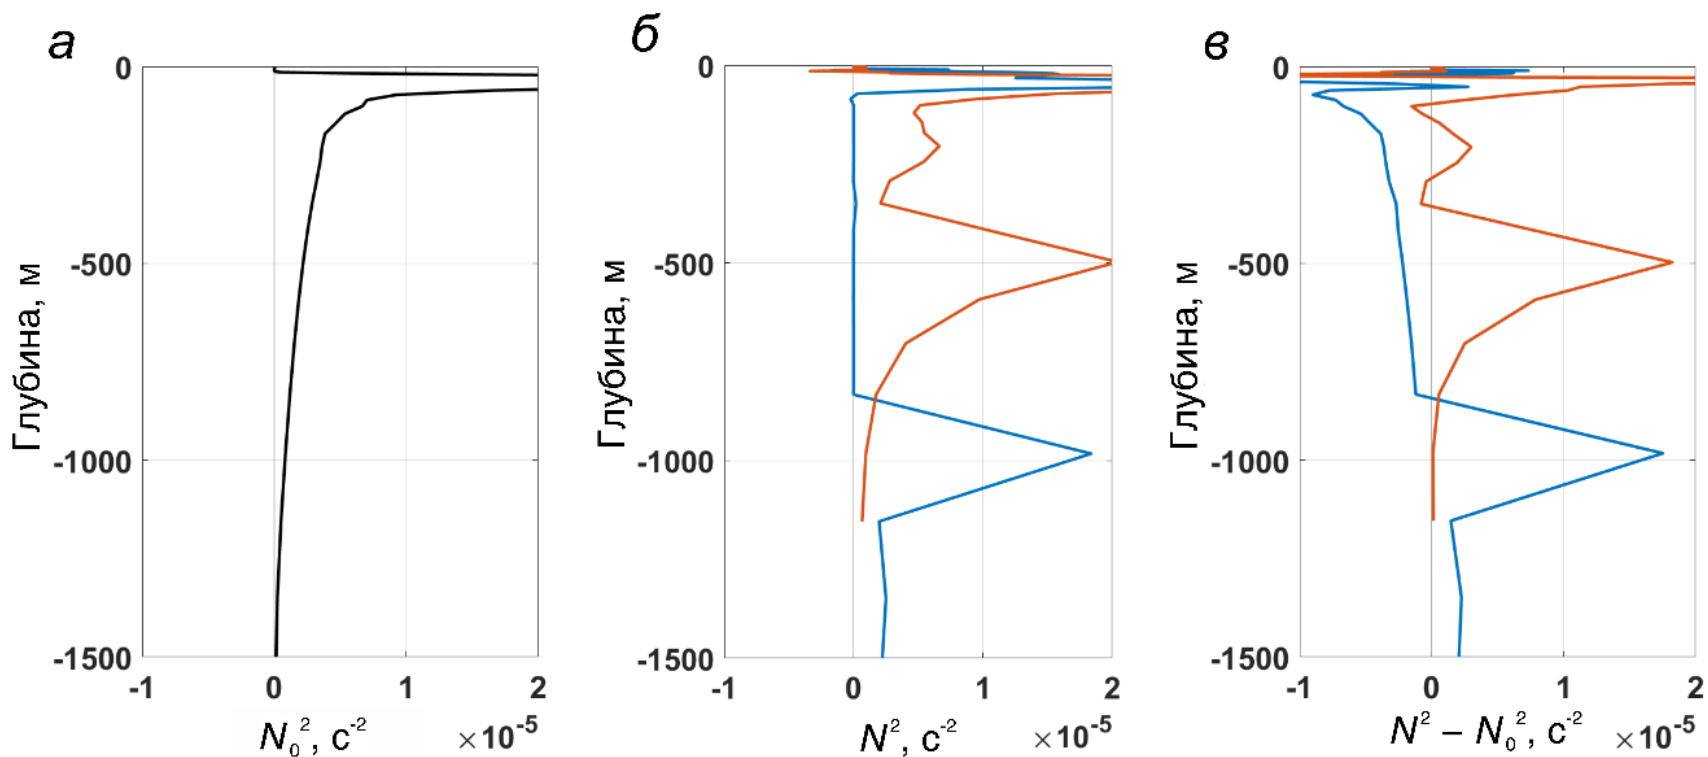 а
0
-500
-1000
-1500
Глубина, м
-1 0 1 2
N₀², с⁻²
×10⁻⁵
б
0
-500
-1000
-1500
Глубина, м
-1 0 1 2
N², с⁻²
×10⁻⁵
в
0
-500
-1000
-1500
Глубина, м
-1 0 1 2
N² – N₀², с⁻²
×10⁻⁵